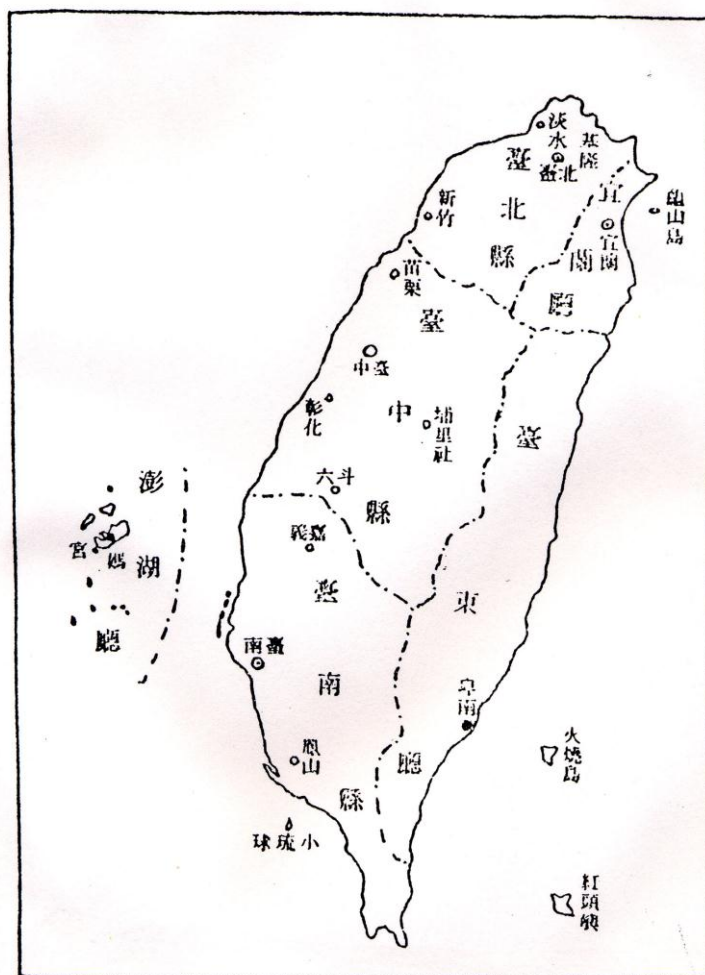 淡水
基隆
臺北
臺北縣
宜蘭廳
宜蘭
龜山島
新竹
苗栗
臺中縣
臺中
彰化
埔里社
斗六
臺東廳
卑南
嘉義
臺南縣
臺南
鳳山
小琉球
澎湖廳
媽宮
火燒島
紅頭嶼